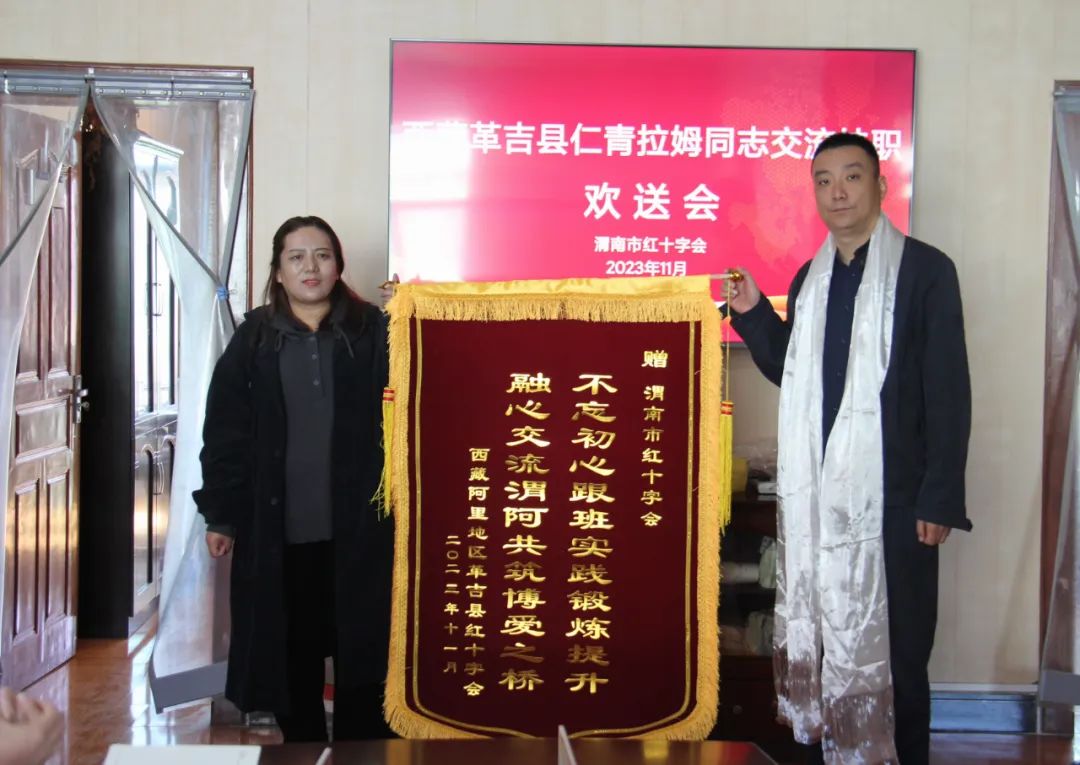 西藏革吉县仁青拉姆同志交流职
欢送会
渭南市红十字会
2023年11月
赠 渭南市红十字会
不忘初心跟班实践锻炼提升
融心交流渭阿共筑博爱之桥
西藏阿里地区革吉县红十字会
二〇二三年十一月